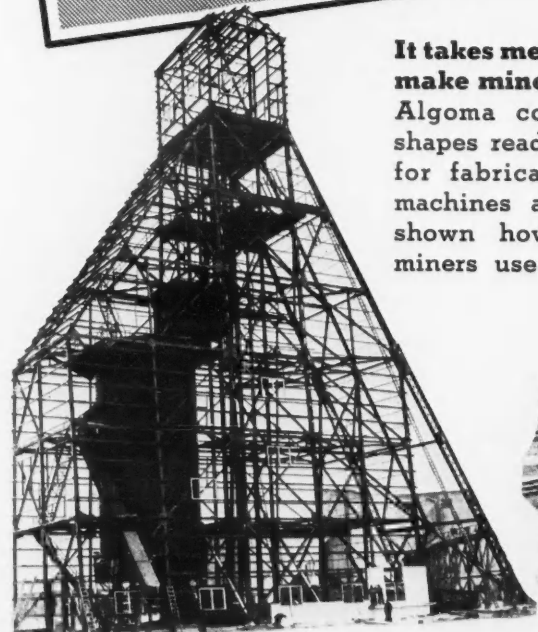 It takes me
make mine
Algoma co
shapes read
for fabrica
machines a
shown how
miners use